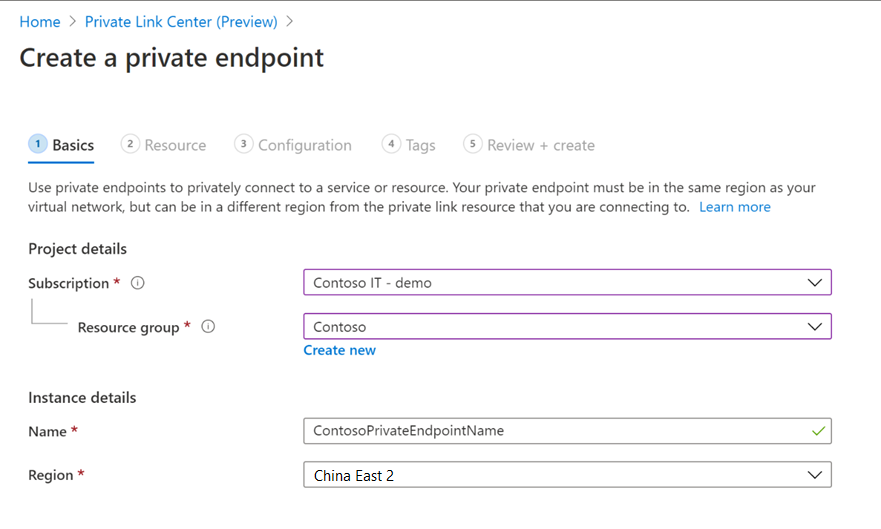 Home > Private Link Center (Preview) >
Create a private endpoint
1 Basics 2 Resource 3 Configuration 4 Tags 5 Review + create
Use private endpoints to privately connect to a service or resource. Your private endpoint must be in the same region as your
virtual network, but can be in a different region from the private link resource that you are connecting to. Learn more
Project details
Subscription * Contoso IT - demo
Resource group * Contoso
Create new
Instance details
Name * ContosoPrivateEndpointName
Region * China East 2